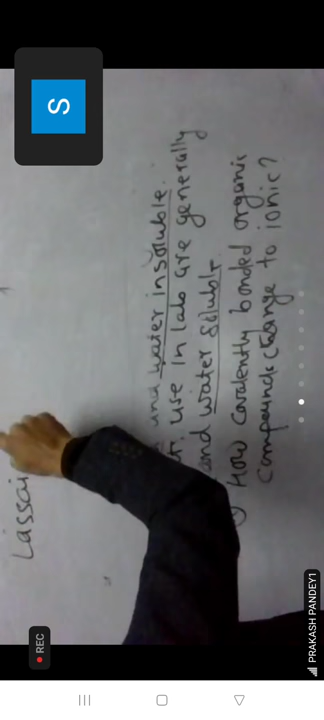 S
Lassai
and water insoluble.
use in lab are generally
and water soluble.
How covalently bonded organic
compounds change to ionic?
REC
PRAKASH PANDEY1